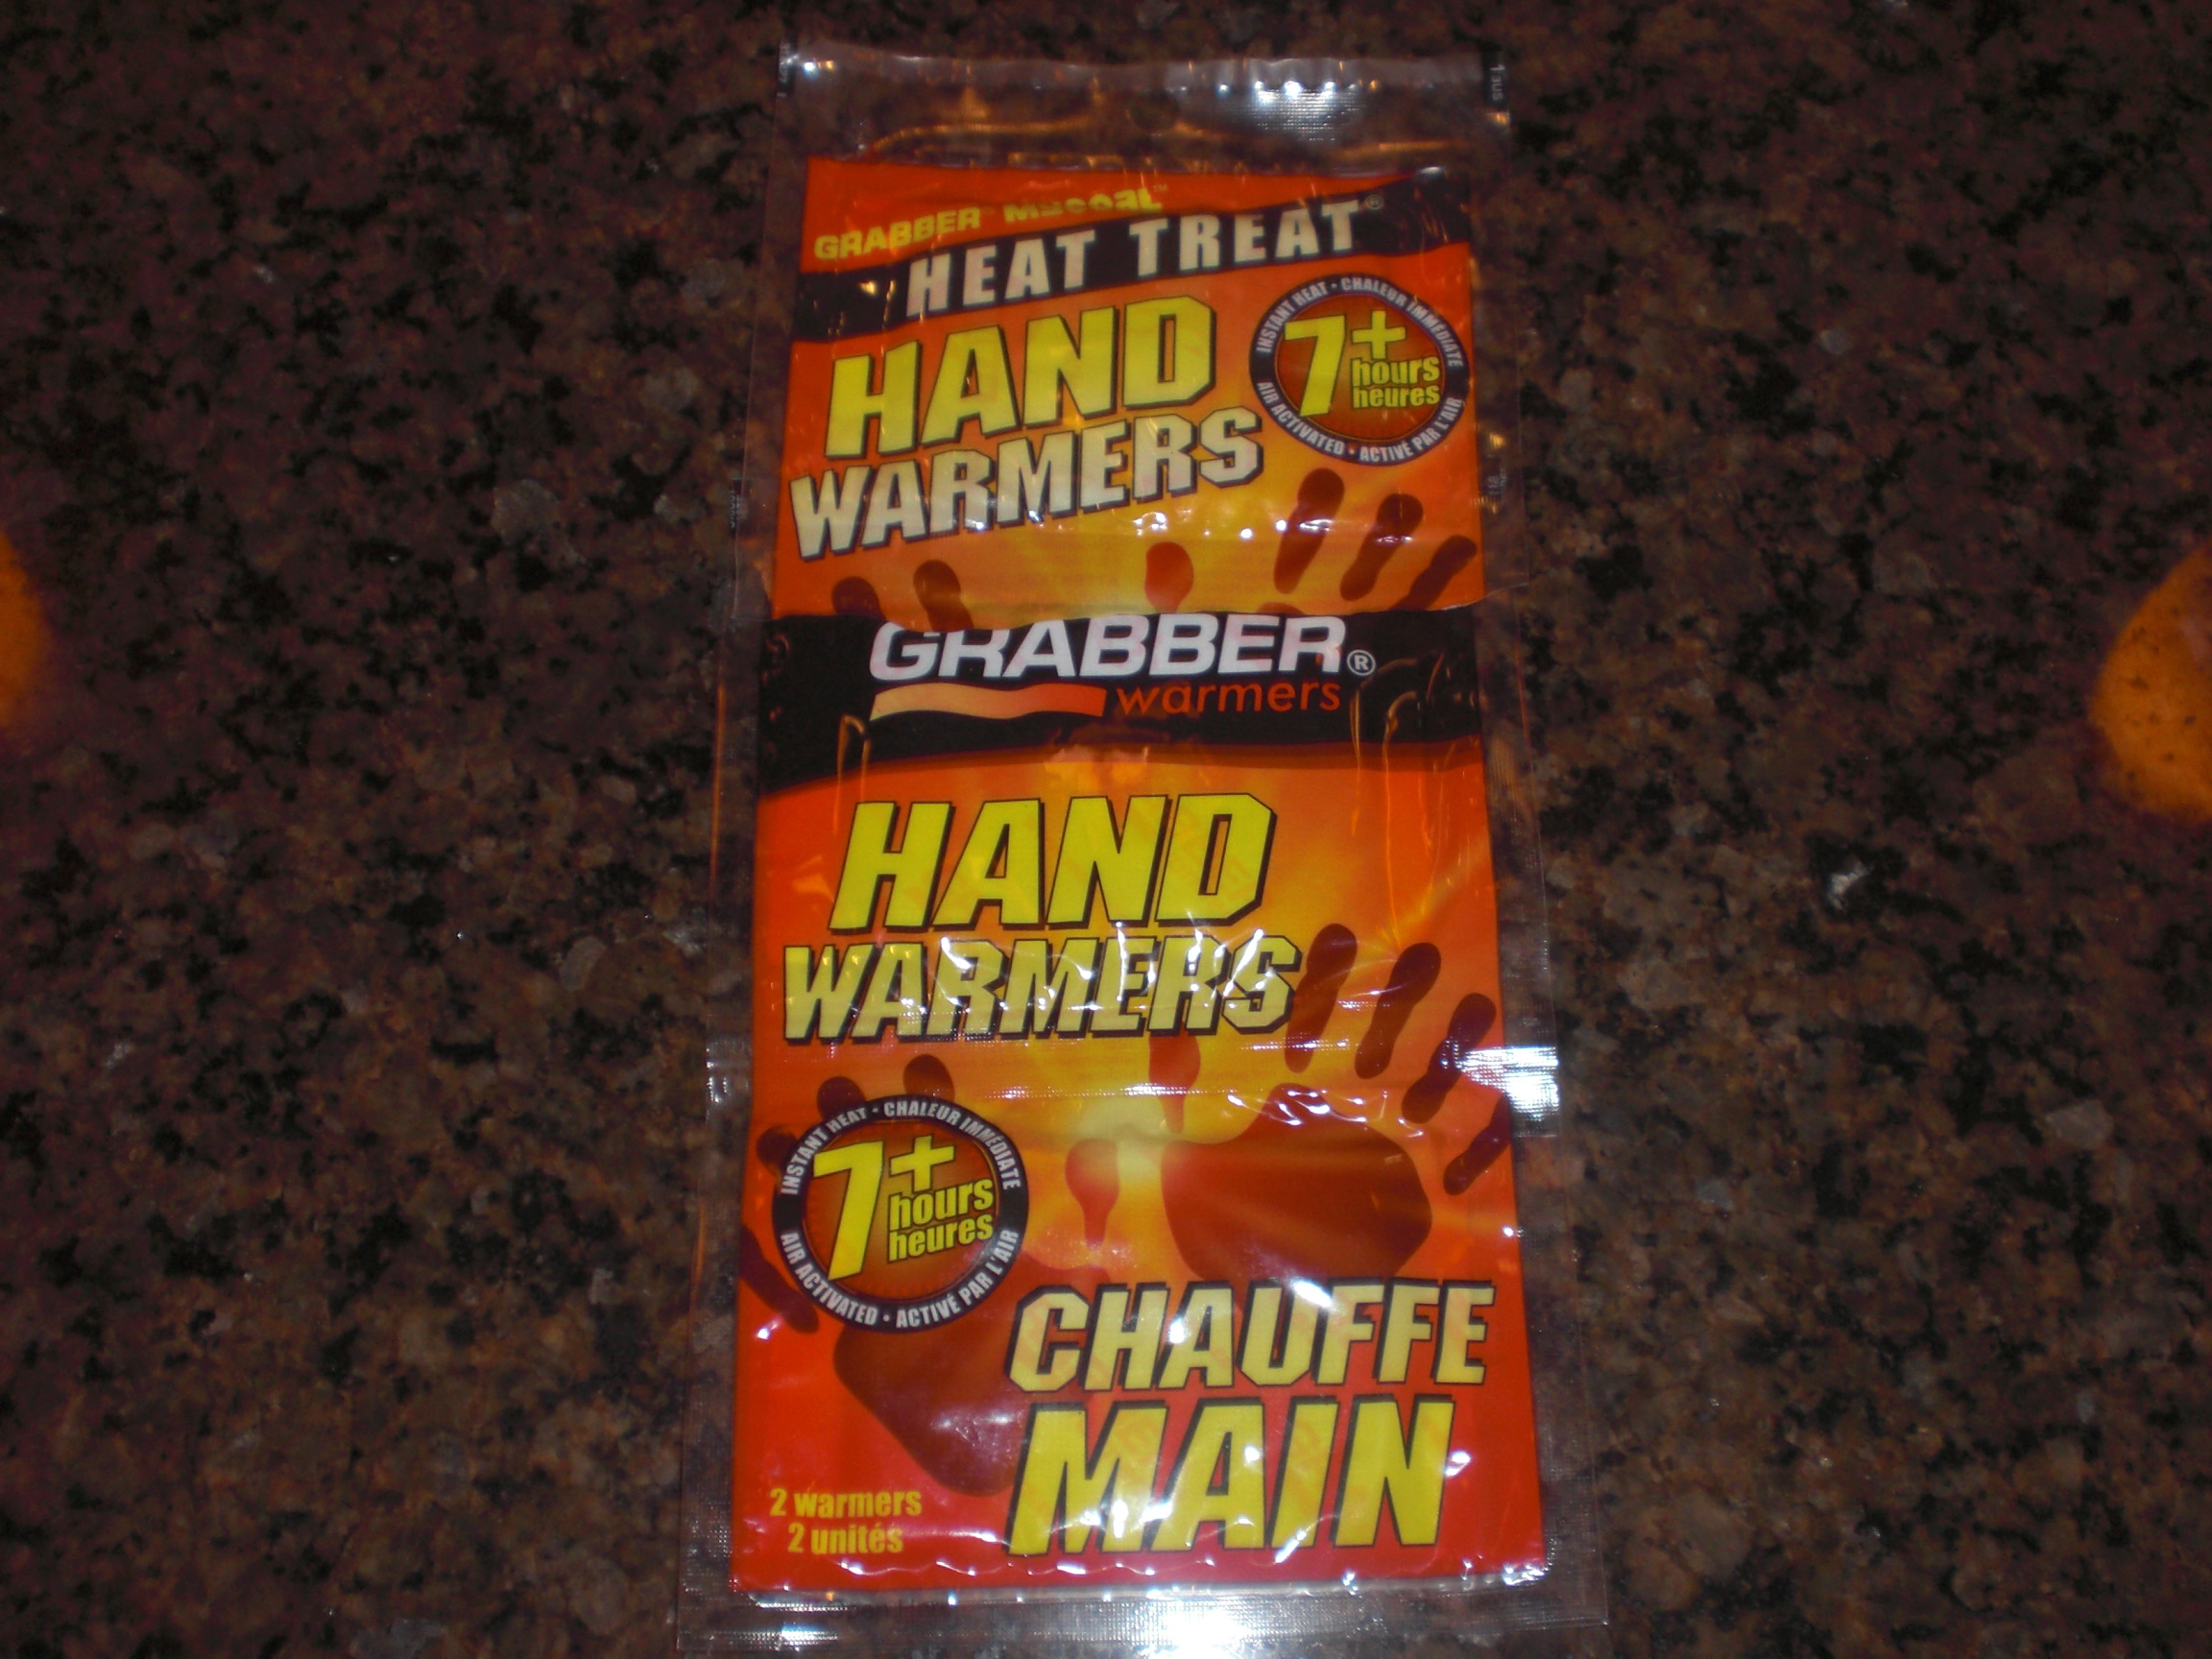 GRABBER MYCOAL™
HEAT TREAT®
HAND
WARMERS
INSTANT HEAT • CHALEUR IMMÉDIATE
7+
hours
heures
AIR ACTIVATED • ACTIVÉ PAR L'AIR
GRABBER®
warmers
HAND
WARMERS
INSTANT HEAT • CHALEUR IMMÉDIATE
7+
hours
heures
AIR ACTIVATED • ACTIVÉ PAR L'AIR
CHAUFFE
MAIN
2 warmers
2 unités